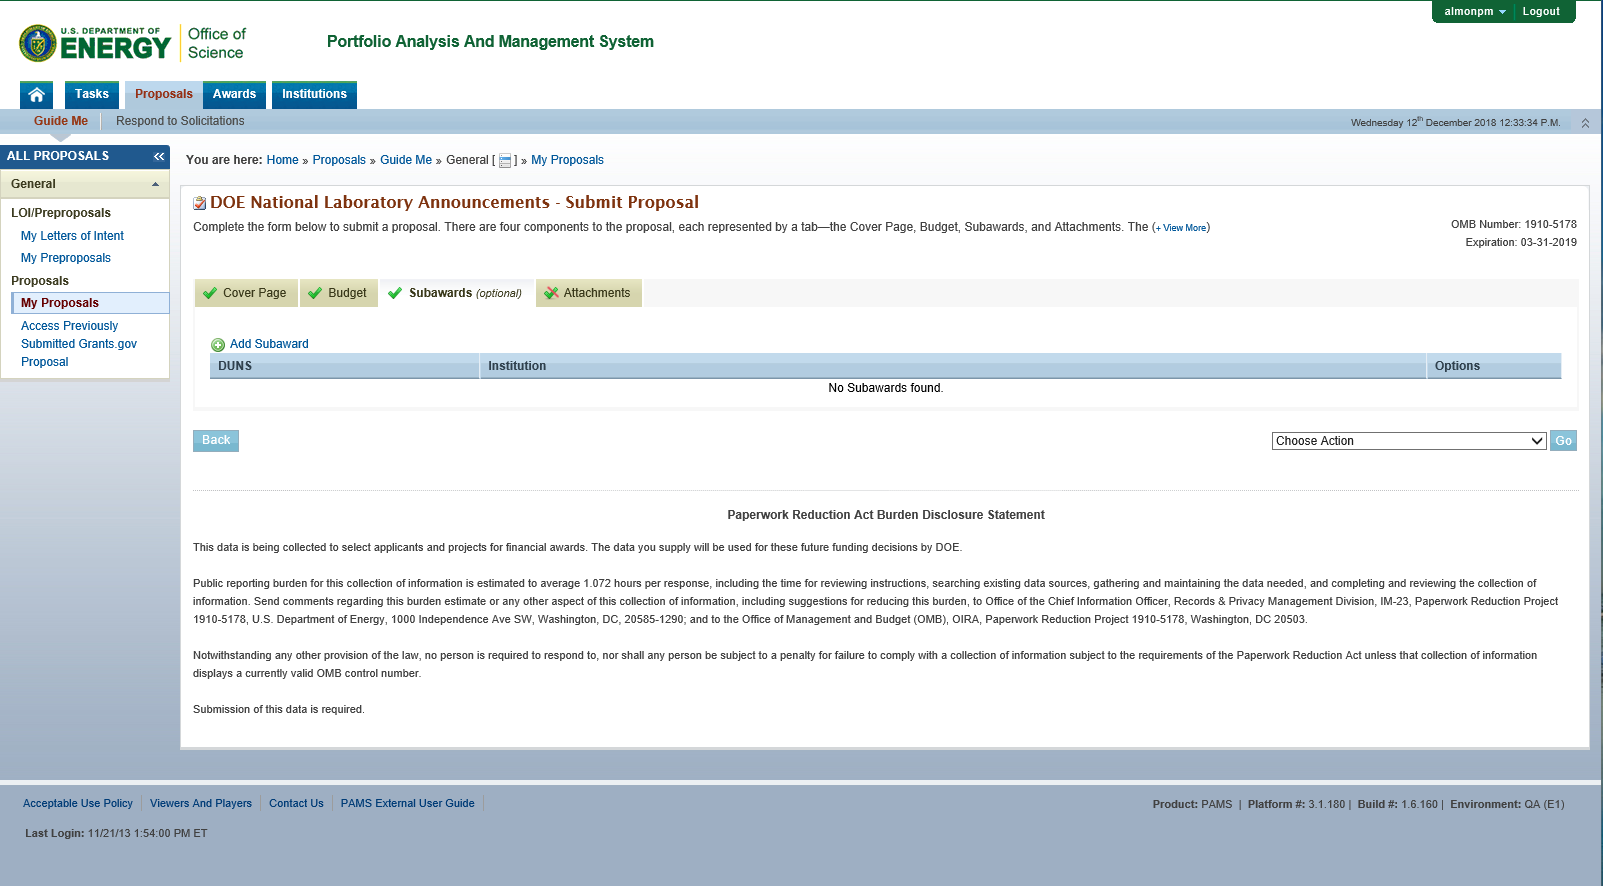 almonpm Logout
U.S. DEPARTMENT OF
ENERGY
Office of
Science
Portfolio Analysis And Management System
Tasks Proposals Awards Institutions
Guide Me Respond to Solicitations
Wednesday 12th December 2018 12:33:34 P.M.
ALL PROPOSALS «
You are here: Home » Proposals » Guide Me » General [ ] » My Proposals
General
LOI/Preproposals
My Letters of Intent
My Preproposals
Proposals
My Proposals
Access Previously
Submitted Grants.gov
Proposal
DOE National Laboratory Announcements - Submit Proposal
Complete the form below to submit a proposal. There are four components to the proposal, each represented by a tab—the Cover Page, Budget, Subawards, and Attachments. The (+ View More)
OMB Number: 1910-5178
Expiration: 03-31-2019
Cover Page Budget Subawards (optional) Attachments
Add Subaward
DUNS Institution Options
No Subawards found.
Back Choose Action Go
Paperwork Reduction Act Burden Disclosure Statement
This data is being collected to select applicants and projects for financial awards. The data you supply will be used for these future funding decisions by DOE.
Public reporting burden for this collection of information is estimated to average 1.072 hours per response, including the time for reviewing instructions, searching existing data sources, gathering and maintaining the data needed, and completing and reviewing the collection of
information. Send comments regarding this burden estimate or any other aspect of this collection of information, including suggestions for reducing this burden, to Office of the Chief Information Officer, Records & Privacy Management Division, IM-23, Paperwork Reduction Project
1910-5178, U.S. Department of Energy, 1000 Independence Ave SW, Washington, DC, 20585-1290; and to the Office of Management and Budget (OMB), OIRA, Paperwork Reduction Project 1910-5178, Washington, DC 20503.
Notwithstanding any other provision of the law, no person is required to respond to, nor shall any person be subject to a penalty for failure to comply with a collection of information subject to the requirements of the Paperwork Reduction Act unless that collection of information
displays a currently valid OMB control number.
Submission of this data is required.
Acceptable Use Policy Viewers And Players Contact Us PAMS External User Guide
Product: PAMS | Platform #: 3.1.180 | Build #: 1.6.160 | Environment: QA (E1)
Last Login: 11/21/13 1:54:00 PM ET